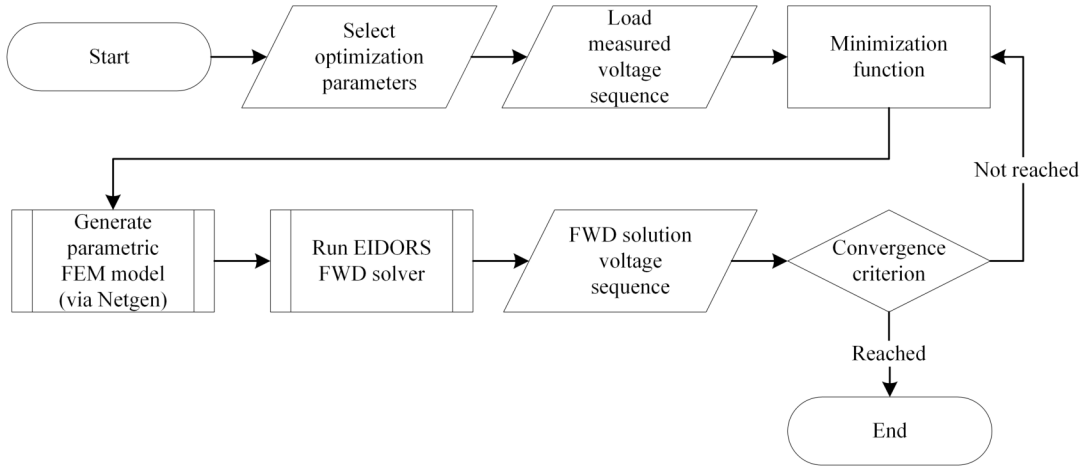 Start
Select
optimization
parameters
Load
measured
voltage
sequence
Minimization
function
Not reached
Generate
parametric
FEM model
(via Netgen)
Run EIDORS
FWD solver
FWD solution
voltage
sequence
Convergence
criterion
Reached
End